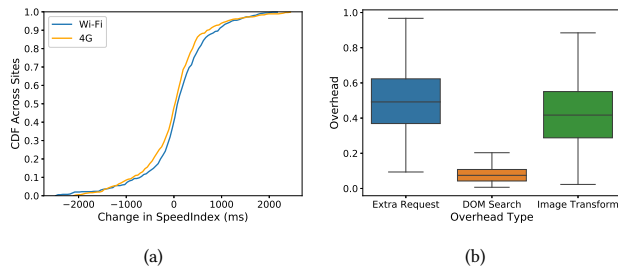 1.0
0.9
0.8
0.7
0.6
0.5
0.4
0.3
0.2
0.1
0.0
CDF Across Sites
Wi-Fi
4G
−2000 −1000 0 1000 2000
Change in SpeedIndex (ms)
(a)
1.0
0.8
0.6
0.4
0.2
0.0
Overhead
Extra Request DOM Search Image Transform
Overhead Type
(b)